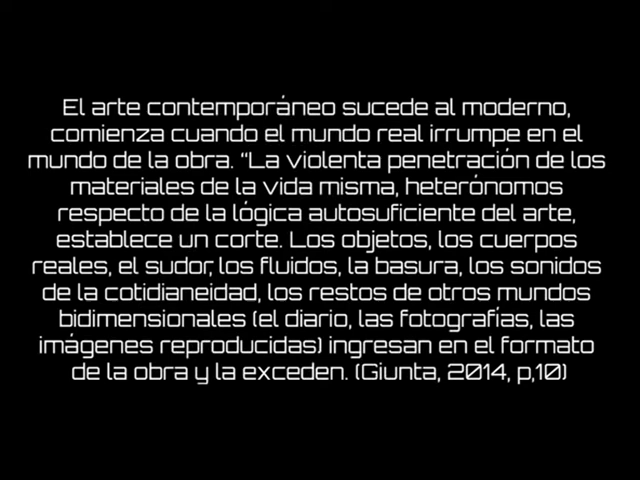 El arte contemporáneo sucede al moderno,
comienza cuando el mundo real irrumpe en el
mundo de la obra. “La violenta penetración de los
materiales de la vida misma, heterónomos
respecto de la lógica autosuficiente del arte,
establece un corte. Los objetos, los cuerpos
reales, el sudor, los fluidos, la basura, los sonidos
de la cotidianeidad, los restos de otros mundos
bidimensionales (el diario, las fotografías, las
imágenes reproducidas) ingresan en el formato
de la obra y la exceden. (Giunta, 2014, p,10)